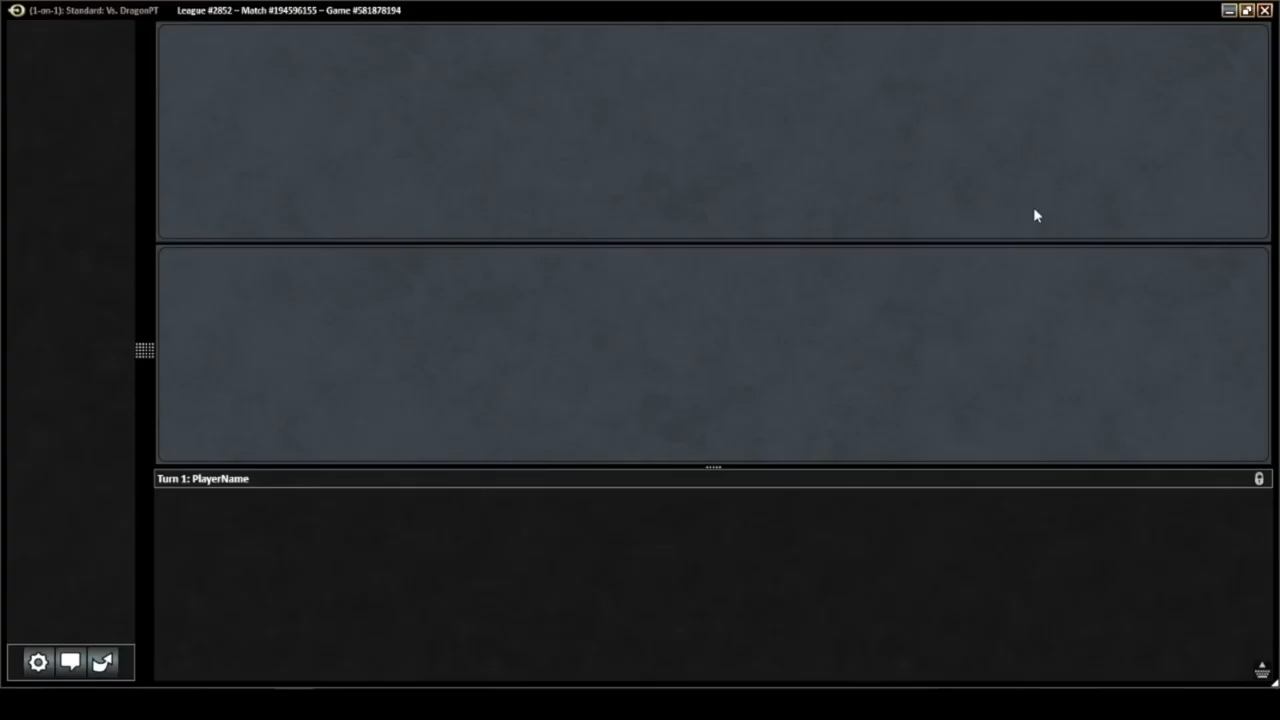 (1-on-1): Standard: Vs. DragonPT League #2852 – Match #194596155 – Game #581878194
Turn 1: PlayerName